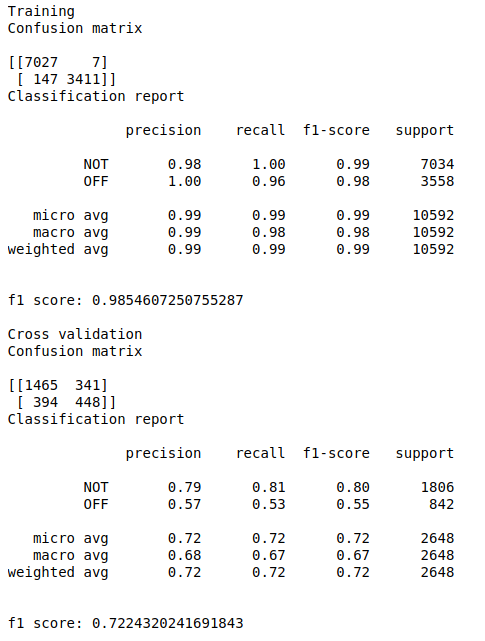 Training
Confusion matrix
[[7027    7]
 [ 147 3411]]
Classification report
              precision    recall  f1-score   support
         NOT       0.98      1.00      0.99      7034
         OFF       1.00      0.96      0.98      3558
   micro avg       0.99      0.99      0.99     10592
   macro avg       0.99      0.98      0.98     10592
weighted avg       0.99      0.99      0.99     10592
f1 score: 0.9854607250755287
Cross validation
Confusion matrix
[[1465  341]
 [ 394  448]]
Classification report
              precision    recall  f1-score   support
         NOT       0.79      0.81      0.80      1806
         OFF       0.57      0.53      0.55       842
   micro avg       0.72      0.72      0.72      2648
   macro avg       0.68      0.67      0.67      2648
weighted avg       0.72      0.72      0.72      2648
f1 score: 0.7224320241691843